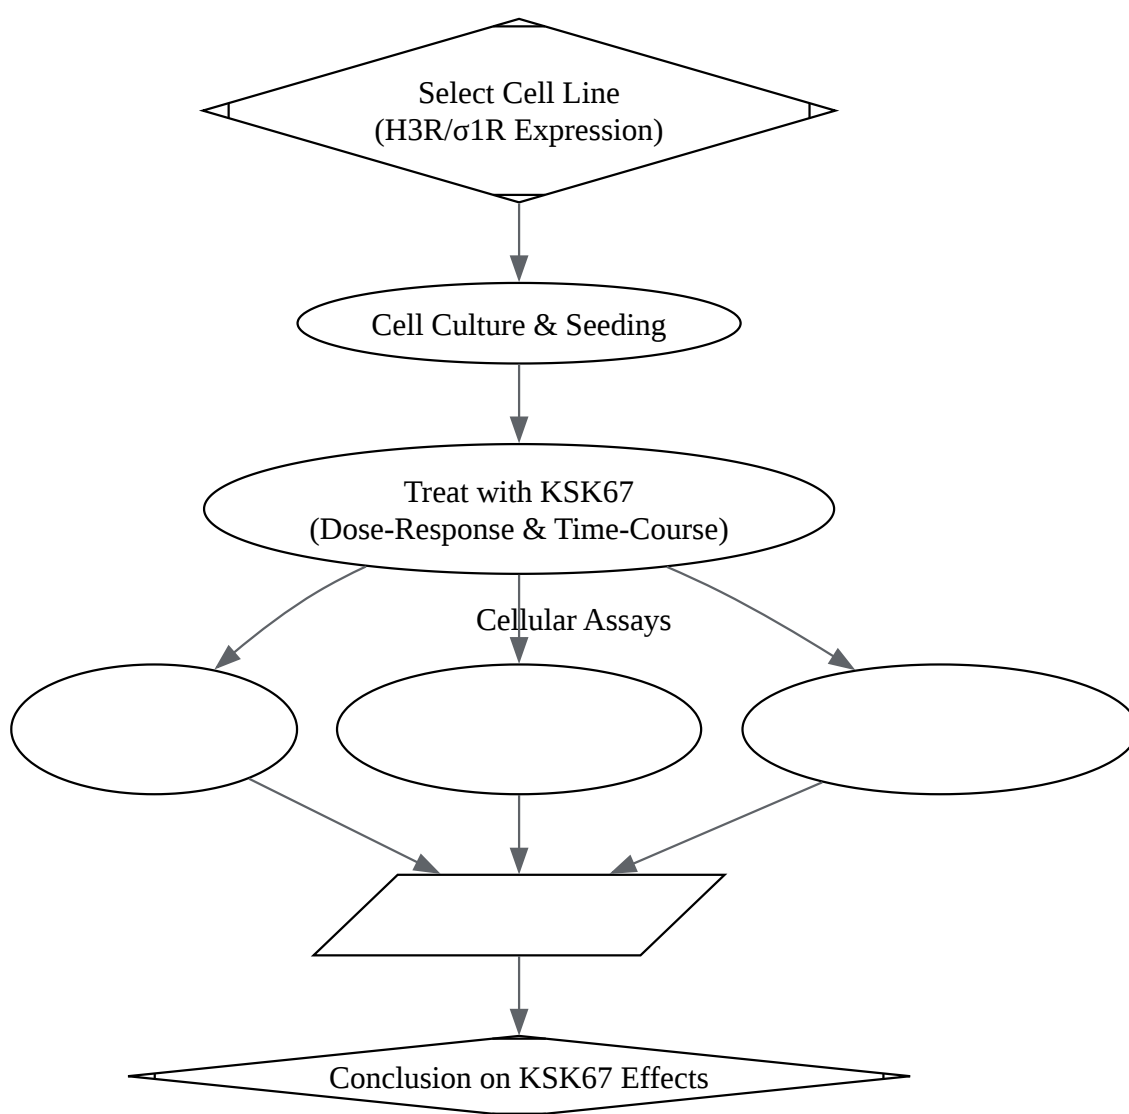 Select Cell Line
(H3R/σ1R Expression)
Cell Culture & Seeding
Treat with KSK67
(Dose-Response & Time-Course)
Cellular Assays
Conclusion on KSK67 Effects